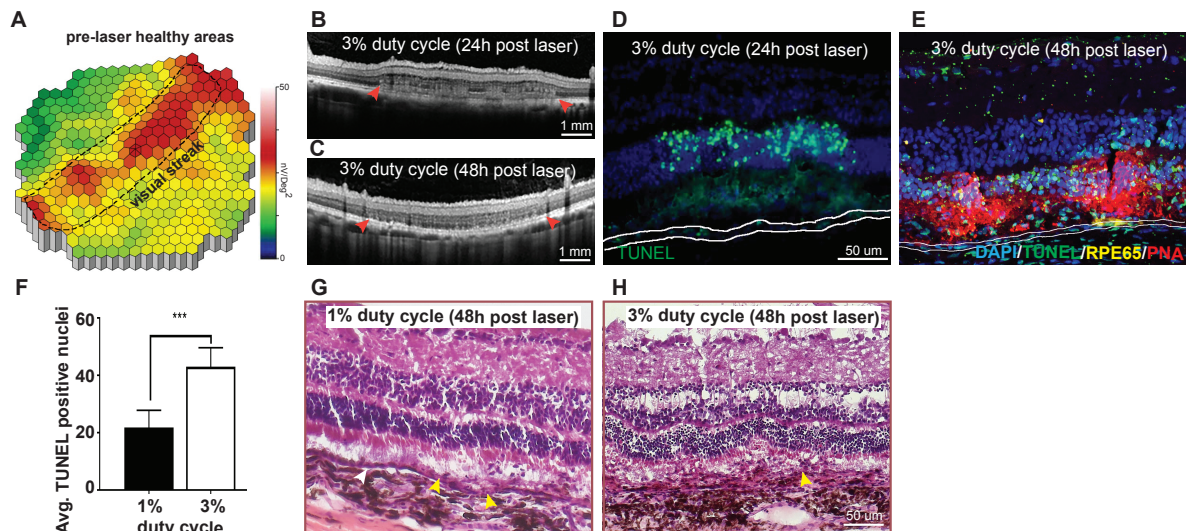 A
pre-laser healthy areas
50
nV/Deg²
0
visual streak
B
3% duty cycle (24h post laser)
1 mm
C
3% duty cycle (48h post laser)
1 mm
D
3% duty cycle (24h post laser)
TUNEL
50 um
E
3% duty cycle (48h post laser)
DAPI/TUNEL/RPE65/PNA
F
Avg. TUNEL positive nuclei
60
40
20
0
***
1%
3%
duty cycle
G
1% duty cycle (48h post laser)
H
3% duty cycle (48h post laser)
50 um